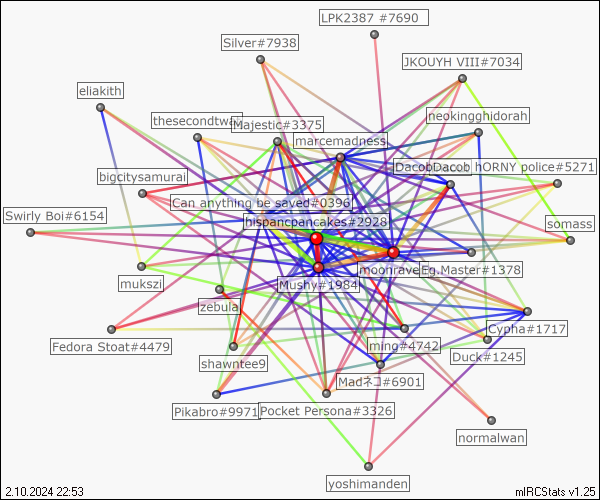 LPK2387 #7690
Silver#7938
JKOUYH VIII#7034
eliakith
neokingghidorah
thesecondtwa
Majestic#3375
marcemadness
DacobDacob
hORNY police#5271
bigcitysamurai
Can anything be saved#0396
Swirly Boi#6154
hispancpancakes#2928
somass
moonrave
Eg.Master#1378
mukszi
Mushy#1984
zebula
Cypha#1717
Fedora Stoat#4479
ming#4742
Duck#1245
shawntee9
Madネコ#6901
Pikabro#9971
Pocket Persona#3326
normalwan
yoshimanden
2.10.2024 22:53
mIRCStats v1.25